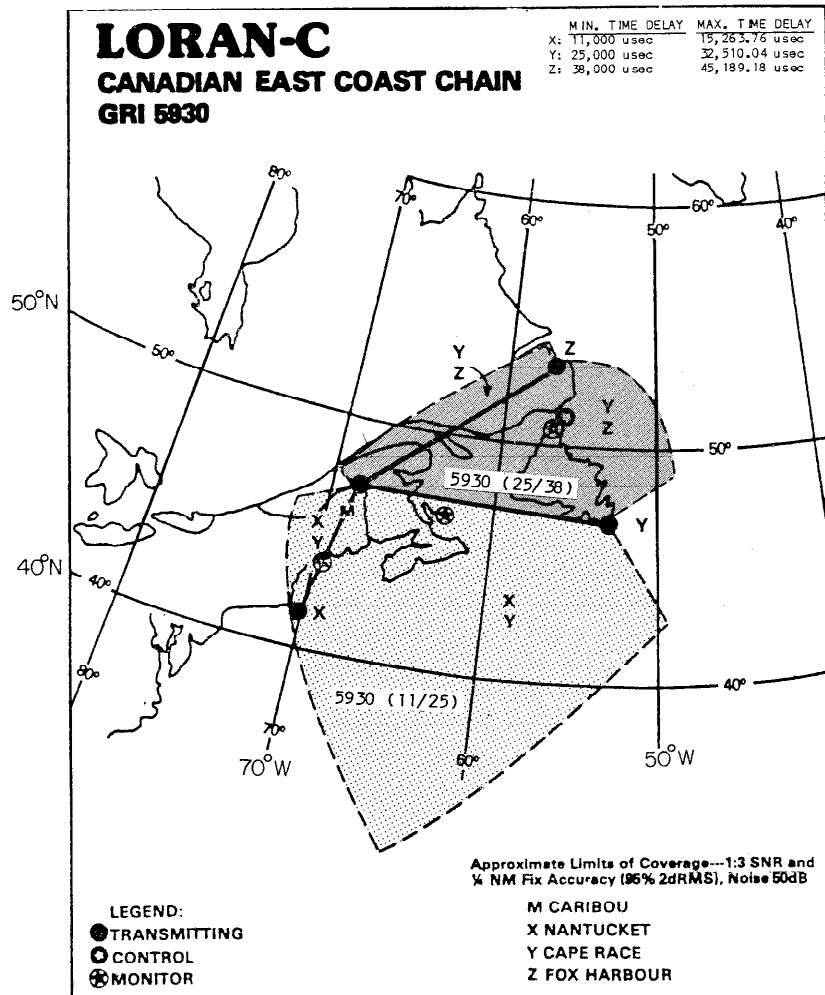 LORAN-C
CANADIAN EAST COAST CHAIN
GRI 5930
MIN. TIME DELAY MAX. TIME DELAY
X: 11,000 usec 15,263.76 usec
Y: 25,000 usec 32,510.04 usec
Z: 38,000 usec 45,189.18 usec
80°
70°
60°
60°
50°
40°
50°N
50°
Y
Z
Z
Y
Z
50°
5930 (25/38)
M
X
Y
Y
40°N
40°
X
X
Y
80°
40°
5930 (11/25)
70°
70°W
60°
50°W
Approximate Limits of Coverage---1:3 SNR and
¼ NM Fix Accuracy (95% 2dRMS), Noise 50dB
LEGEND:
TRANSMITTING
CONTROL
MONITOR
M CARIBOU
X NANTUCKET
Y CAPE RACE
Z FOX HARBOUR